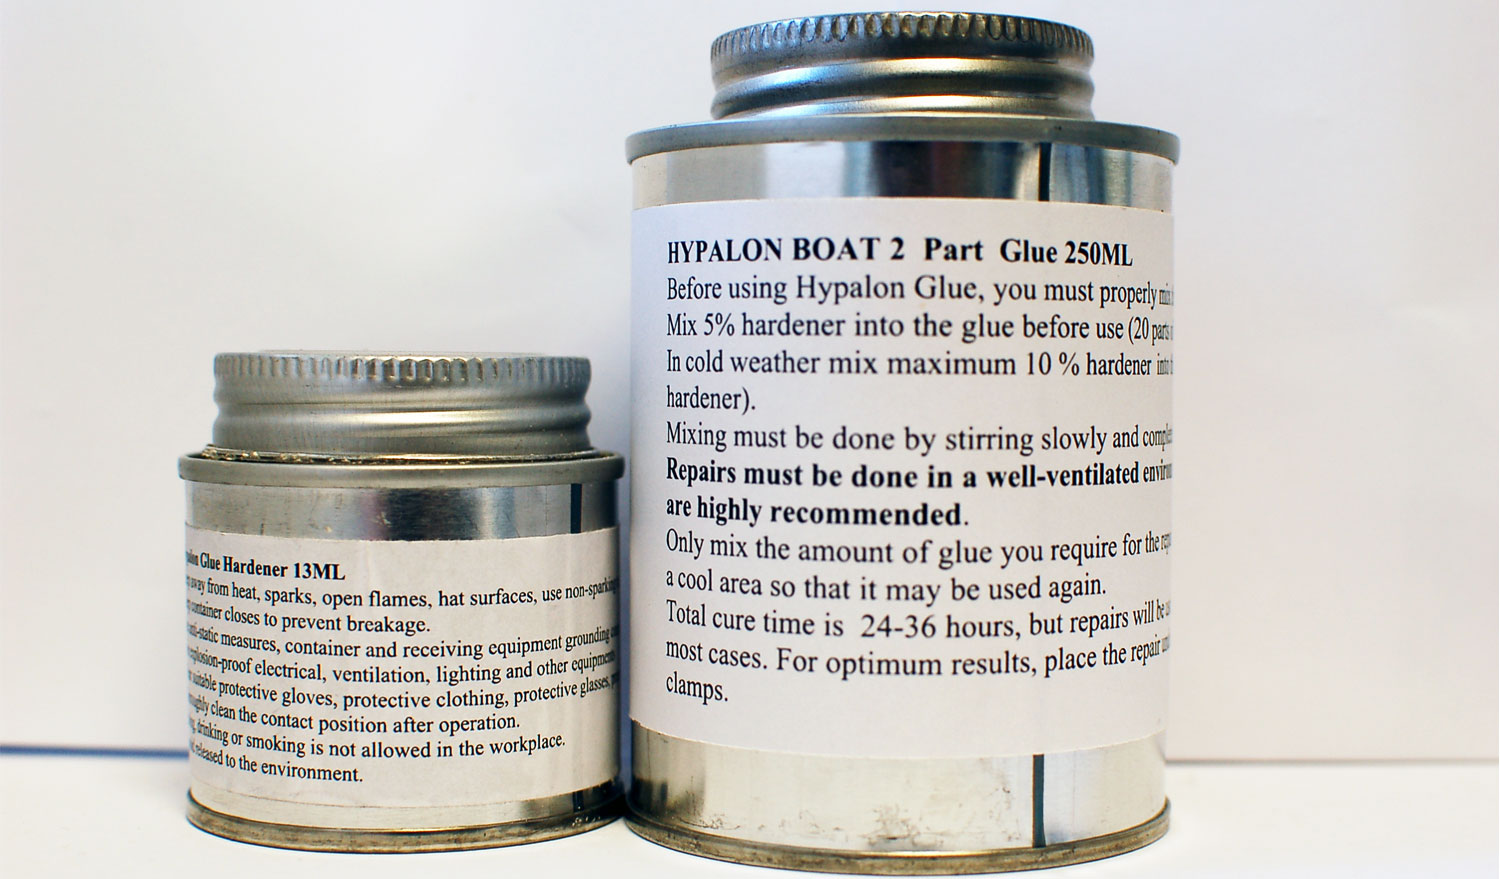 Glue Hardener 13ML
away from heat, sparks, open flames, hat surfaces, use non-sparking
container closes to prevent breakage.
anti-static measures, container and receiving equipment grounding
explosion-proof electrical, ventilation, lighting and other equipment
suitable protective gloves, protective clothing, protective glasses,
clean the contact position after operation.
drinking or smoking is not allowed in the workplace.
released to the environment.
HYPALON BOAT 2 Part Glue 250ML
Before using Hypalon Glue, you must properly
Mix 5% hardener into the glue before use (20 parts
In cold weather mix maximum 10 % hardener into
hardener).
Mixing must be done by stirring slowly and
Repairs must be done in a well-ventilated
are highly recommended.
Only mix the amount of glue you require for the
a cool area so that it may be used again.
Total cure time is 24-36 hours, but repairs will be
most cases. For optimum results, place the repair
clamps.